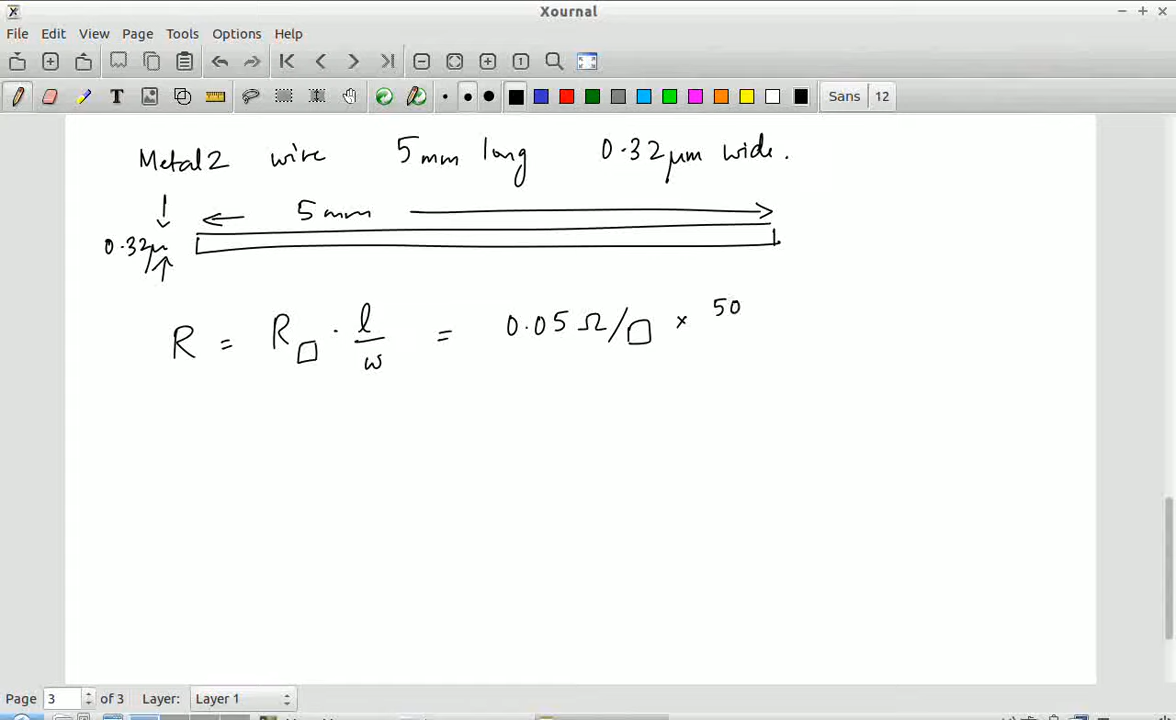 Xournal
File Edit View Page Tools Options Help
Sans 12
Metal2 wire 5mm long 0.32μm wide.
5mm
0.32μ
R = R□ · l/w = 0.05 Ω/□ × 50
Page 3 of 3 Layer: Layer 1